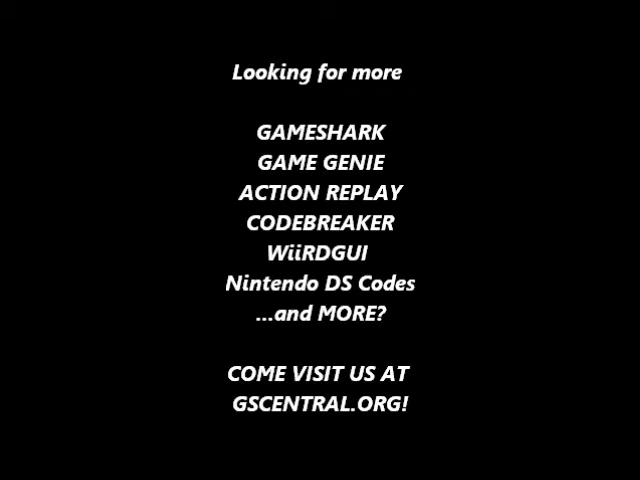 Looking for more
GAMESHARK
GAME GENIE
ACTION REPLAY
CODEBREAKER
WiiRDGUI
Nintendo DS Codes
...and MORE?
COME VISIT US AT
GSCENTRAL.ORG!